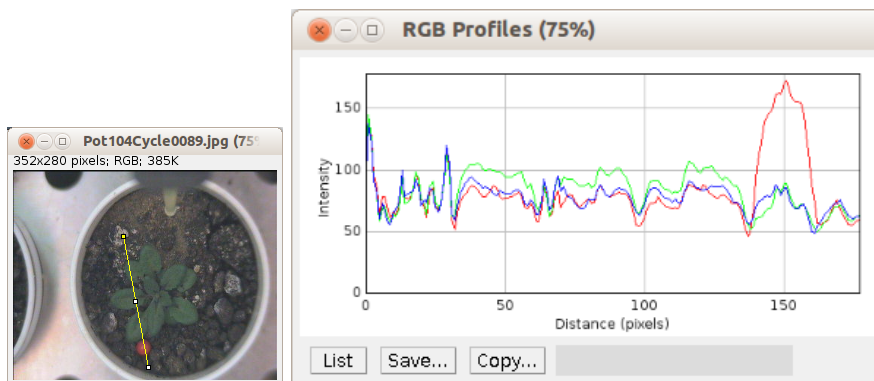 RGB Profiles (75%)
Pot104Cycle0089.jpg (75%
352x280 pixels; RGB; 385K
Intensity
150
100
50
0
0 50 100 150
Distance (pixels)
List Save... Copy...